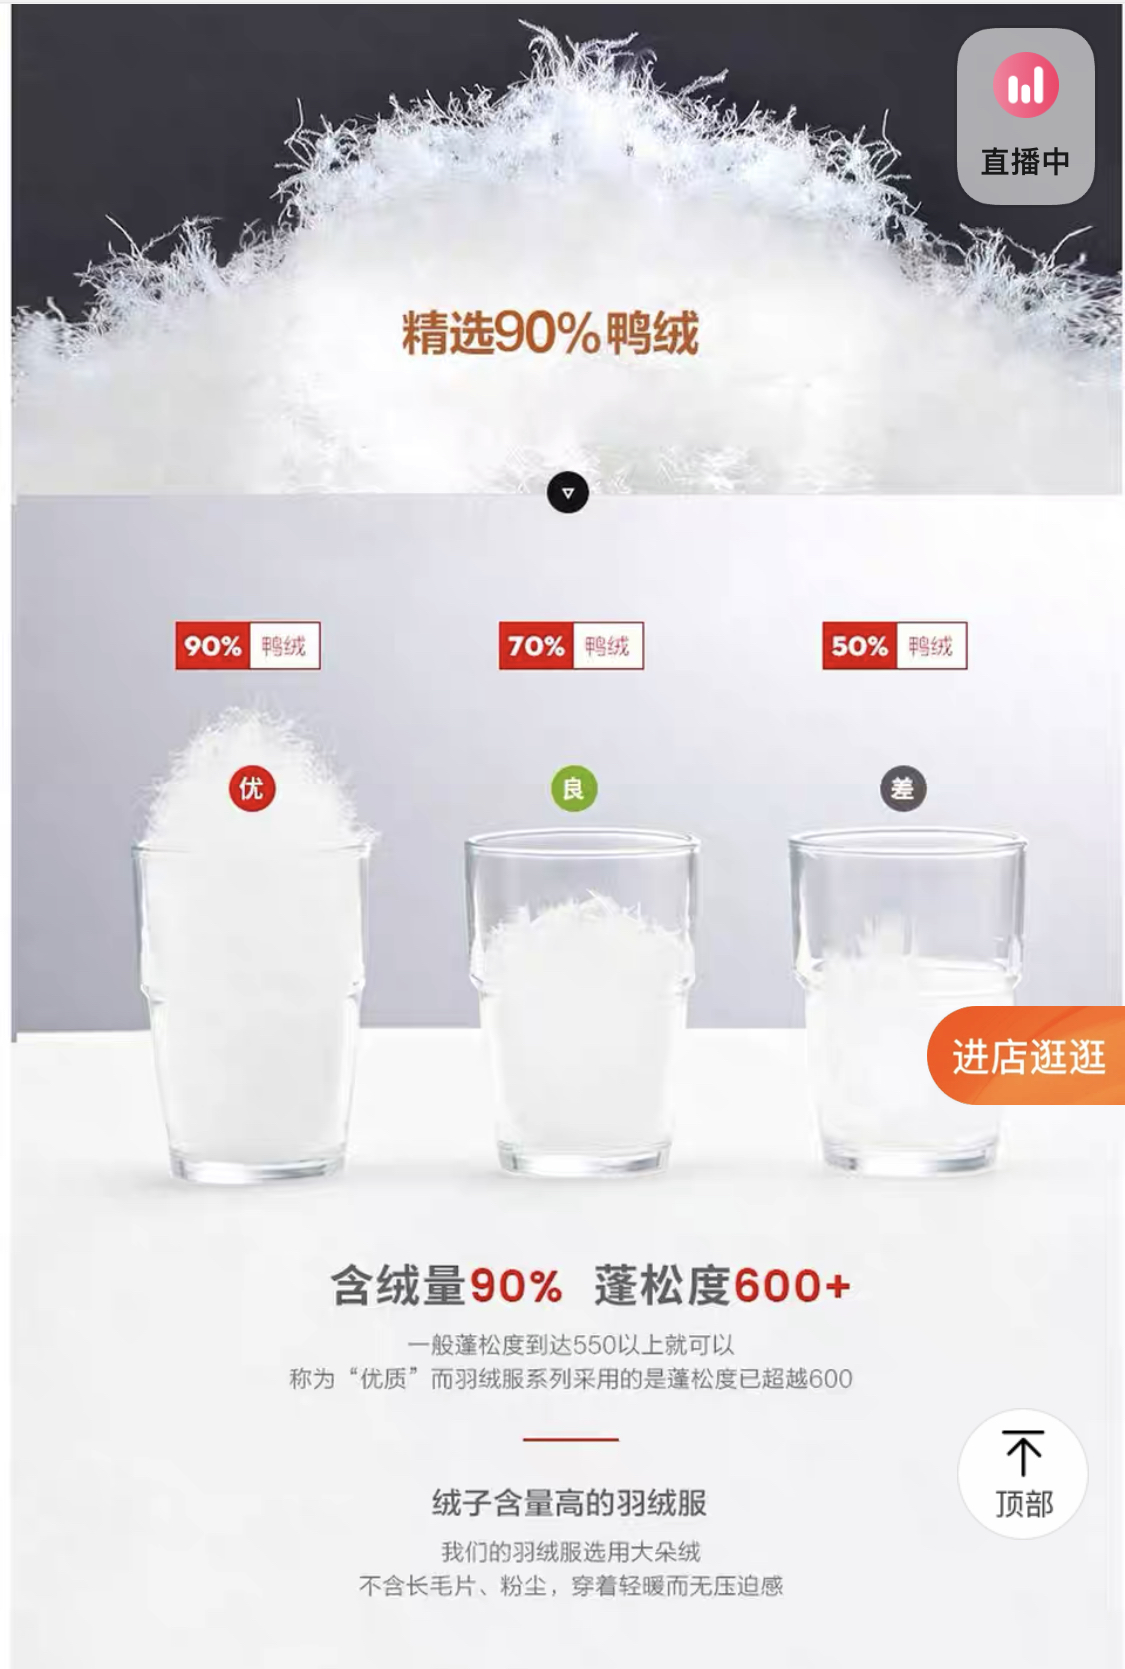 直播中
精选90%鸭绒
90% 鸭绒
70% 鸭绒
50% 鸭绒
优
良
差
进店逛逛
含绒量90% 蓬松度600+
一般蓬松度到达550以上就可以
称为“优质”而羽绒服系列采用的是蓬松度已超越600
绒子含量高的羽绒服
我们的羽绒服选用大朵绒
不含长毛片、粉尘，穿着轻暖而无压迫感
顶部